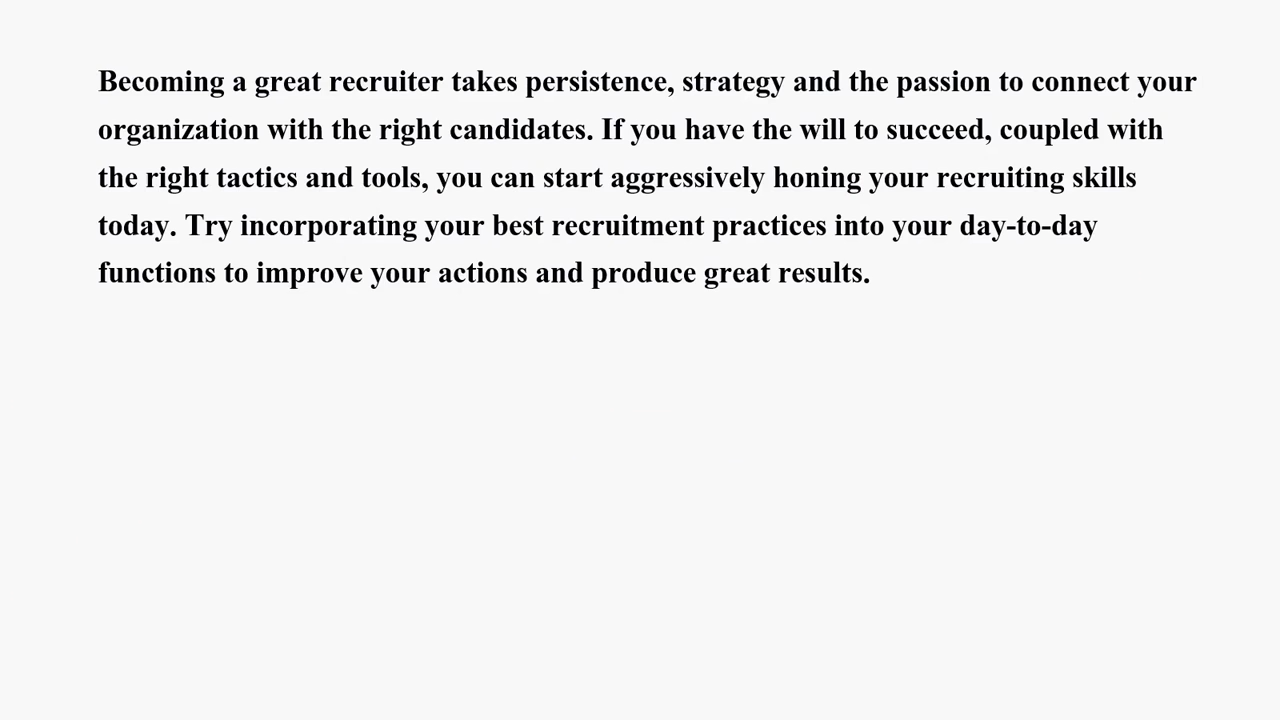 Becoming a great recruiter takes persistence, strategy and the passion to connect your
organization with the right candidates. If you have the will to succeed, coupled with
the right tactics and tools, you can start aggressively honing your recruiting skills
today. Try incorporating your best recruitment practices into your day-to-day
functions to improve your actions and produce great results.